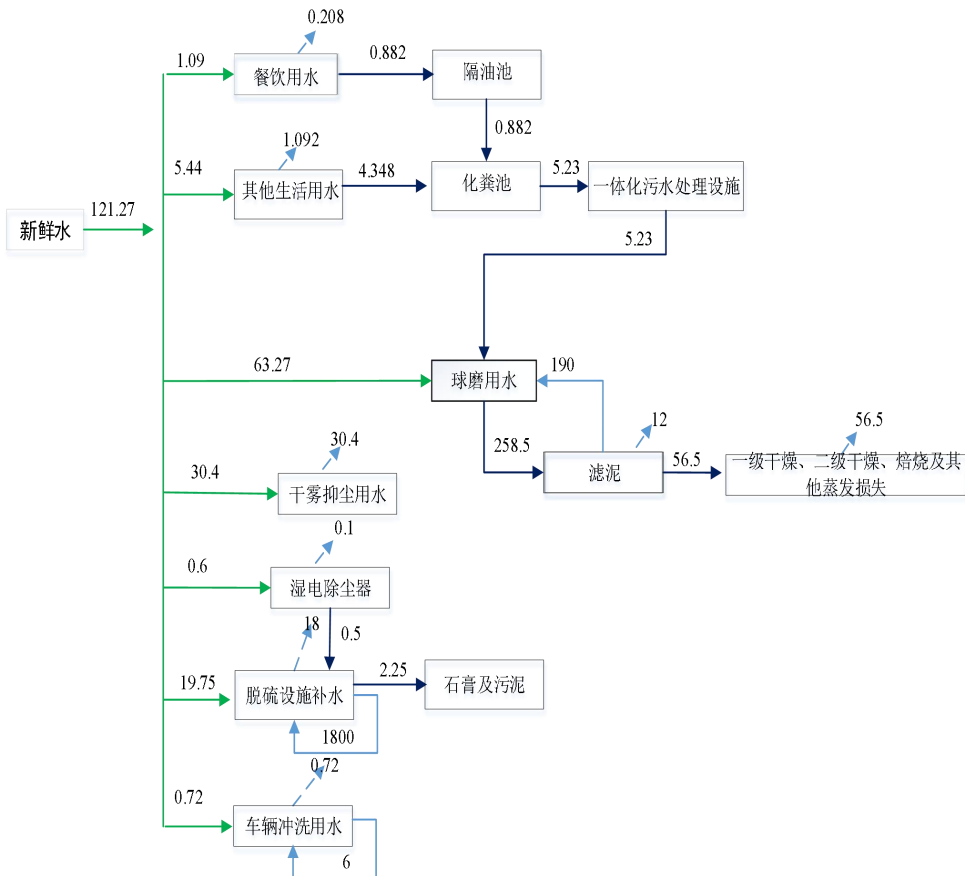 0.208
1.09
餐饮用水
0.882
隔油池
0.882
1.092
5.44
其他生活用水
4.348
化粪池
5.23
一体化污水处理设施
新鲜水
121.27
5.23
63.27
球磨用水
190
258.5
滤泥
12
56.5
56.5
一级干燥、二级干燥、焙烧及其
他蒸发损失
30.4
30.4
干雾抑尘用水
0.1
0.6
湿电除尘器
0.5
18
19.75
脱硫设施补水
2.25
石膏及污泥
1800
0.72
0.72
车辆冲洗用水
6